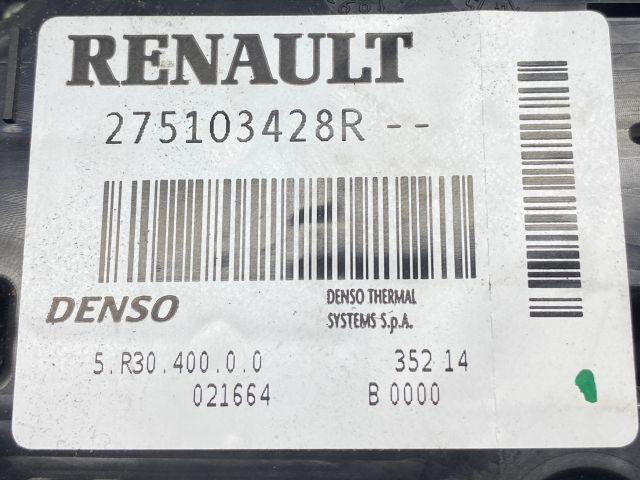 RENAULT
275103428R --
DENSO
DENSO THERMAL
SYSTEMS S.p.A.
5.R30.400.0.0
352 14
021664
B 0000